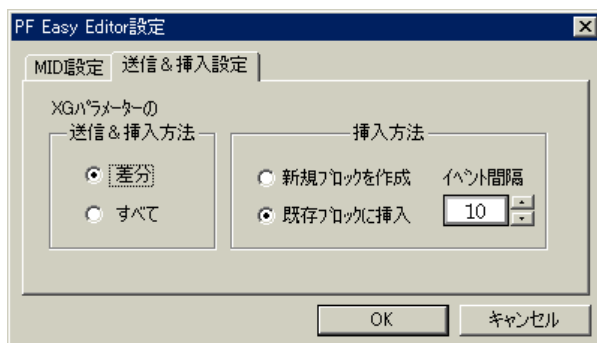 PF Easy Editor設定
MIDI設定 送信＆挿入設定
XGﾊﾟﾗﾒｰﾀｰの
送信＆挿入方法
差分
すべて
挿入方法
新規ﾌﾞﾛｯｸを作成
既存ﾌﾞﾛｯｸに挿入
ｲﾍﾞﾝﾄ間隔
10
OK キャンセル